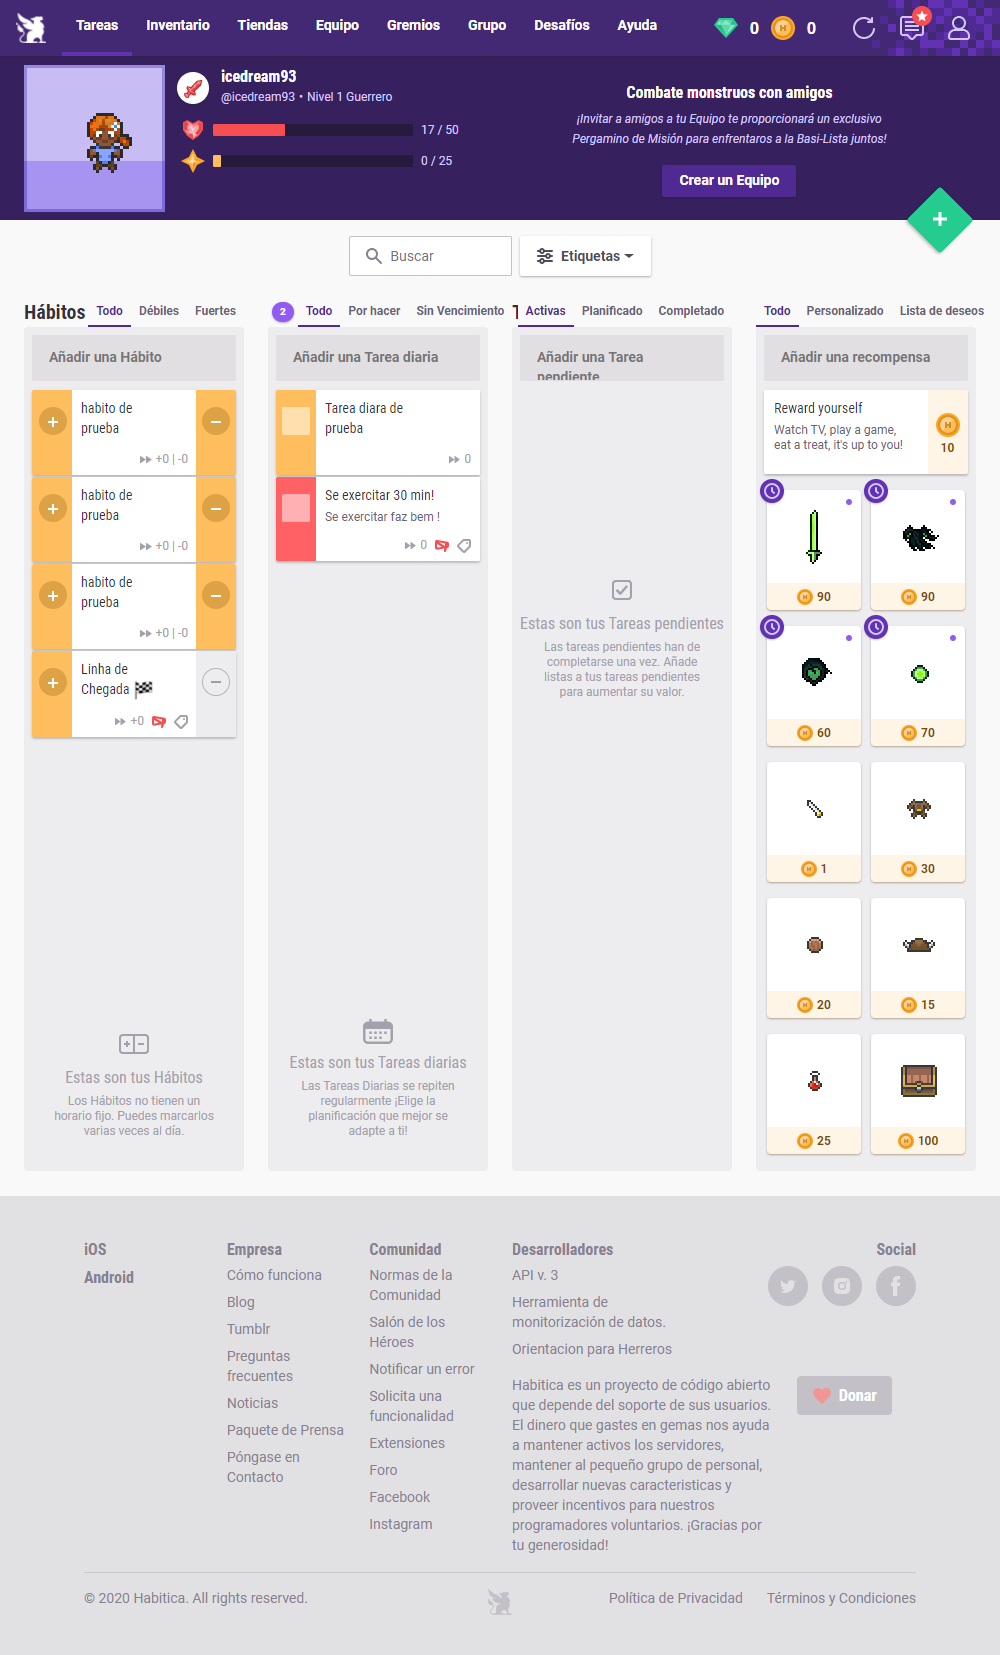 Tareas Inventario Tiendas Equipo Gremios Grupo Desafíos Ayuda 0 0
icedream93
@icedream93 • Nivel 1 Guerrero
17 / 50
0 / 25
Combate monstruos con amigos
¡Invitar a amigos a tu Equipo te proporcionará un exclusivo
Pergamino de Misión para enfrentaros a la Basi-Lista juntos!
Crear un Equipo
Buscar
Etiquetas
Hábitos Todo Débiles Fuertes
Añadir una Hábito
habito de
prueba
+0 | -0
habito de
prueba
+0 | -0
habito de
prueba
+0 | -0
Linha de
Chegada
+0
Estas son tus Hábitos
Los Hábitos no tienen un
horario fijo. Puedes marcarlos
varias veces al día.
2 Todo Por hacer Sin Vencimiento
Añadir una Tarea diaria
Tarea diara de
prueba
0
Se exercitar 30 min!
Se exercitar faz bem !
0
Estas son tus Tareas diarias
Las Tareas Diarias se repiten
regularmente ¡Elige la
planificación que mejor se
adapte a ti!
Activas Planificado Completado
Añadir una Tarea
pendiente
Estas son tus Tareas pendientes
Las tareas pendientes han de
completarse una vez. Añade
listas a tus tareas pendientes
para aumentar su valor.
Todo Personalizado Lista de deseos
Añadir una recompensa
Reward yourself
Watch TV, play a game,
eat a treat, it's up to you!
10
90 90
60 70
1 30
20 15
25 100
iOS
Android
Empresa
Cómo funciona
Blog
Tumblr
Preguntas
frecuentes
Noticias
Paquete de Prensa
Póngase en
Contacto
Comunidad
Normas de la
Comunidad
Salón de los
Héroes
Notificar un error
Solicita una
funcionalidad
Extensiones
Foro
Facebook
Instagram
Desarrolladores
API v. 3
Herramienta de
monitorización de datos.
Orientacion para Herreros
Social
Habitica es un proyecto de código abierto
que depende del soporte de sus usuarios.
El dinero que gastes en gemas nos ayuda
a mantener activos los servidores,
mantener al pequeño grupo de personal,
desarrollar nuevas caracteristicas y
proveer incentivos para nuestros
programadores voluntarios. ¡Gracias por
tu generosidad!
Donar
© 2020 Habitica. All rights reserved.
Política de Privacidad Términos y Condiciones